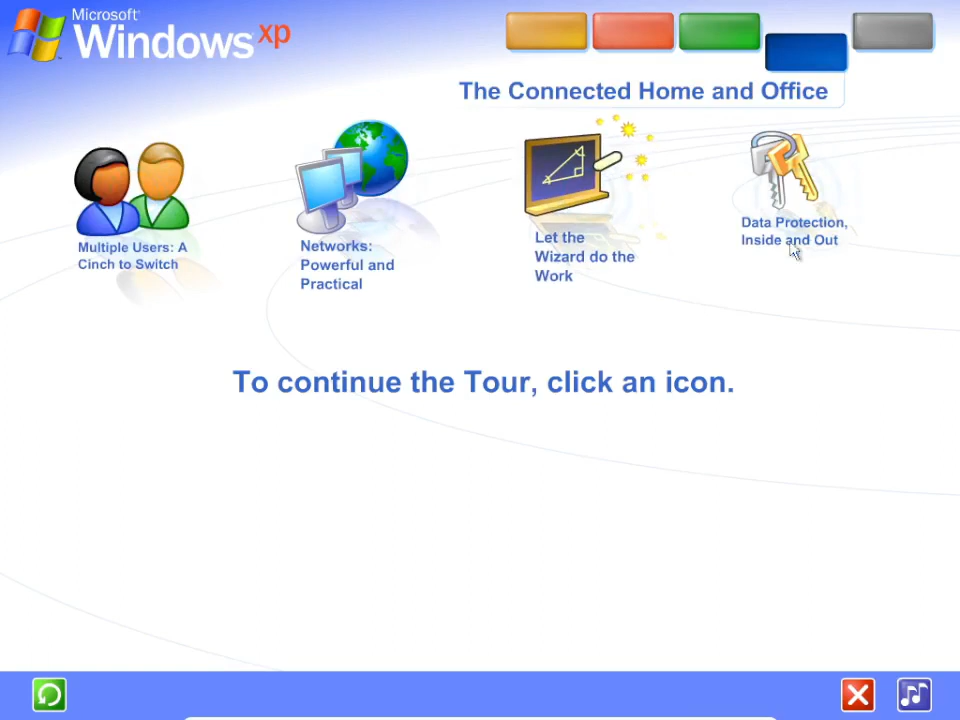 Microsoft®
Windows xp
The Connected Home and Office
Multiple Users: A
Cinch to Switch
Networks:
Powerful and
Practical
Let the
Wizard do the
Work
Data Protection,
Inside and Out
To continue the Tour, click an icon.